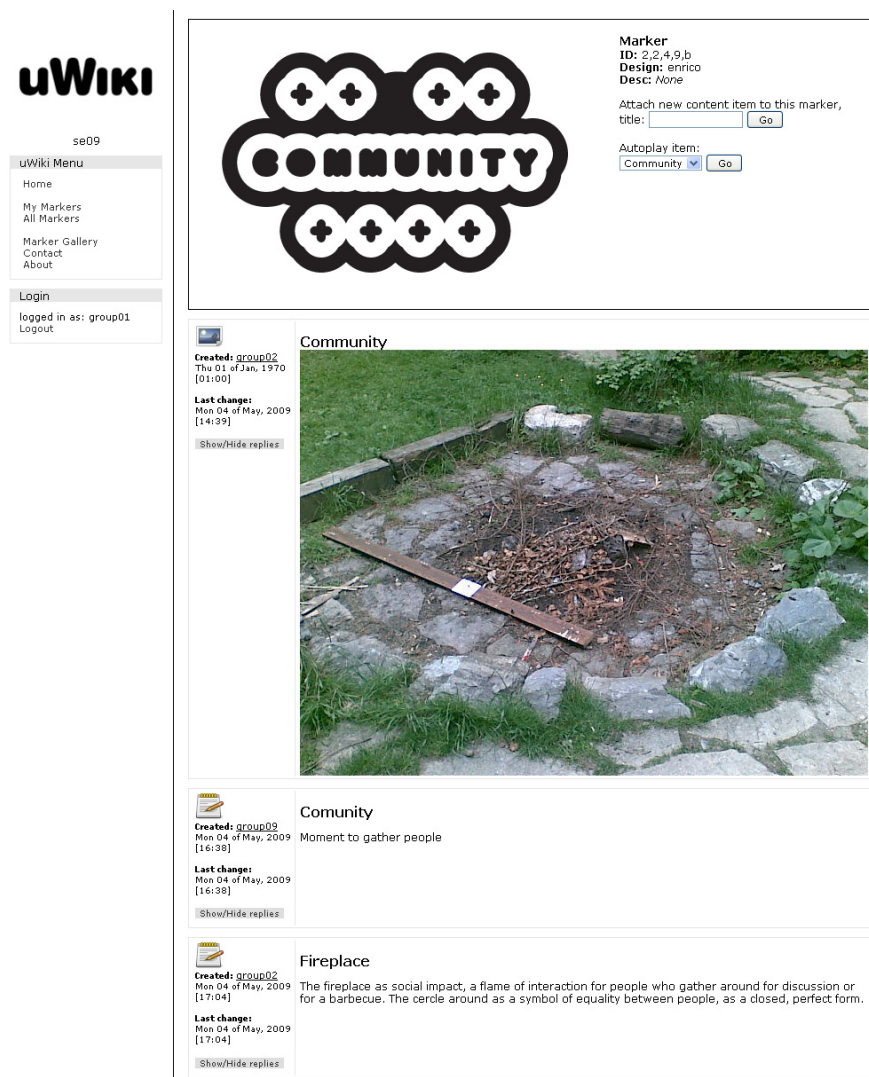 uWiki
se09
uWiki Menu
Home
My Markers
All Markers
Marker Gallery
Contact
About
Login
logged in as: group01
Logout
COMMUNITY
Marker
ID: 2,2,4,9,b
Design: enrico
Desc: None
Attach new content item to this marker,
title: Go
Autoplay item:
Community Go
Created: group02
Thu 01 of Jan, 1970
[01:00]
Last change:
Mon 04 of May, 2009
[14:39]
Show/Hide replies
Community
Created: group09
Mon 04 of May, 2009
[16:38]
Last change:
Mon 04 of May, 2009
[16:38]
Show/Hide replies
Comunity
Moment to gather people
Created: group02
Mon 04 of May, 2009
[17:04]
Last change:
Mon 04 of May, 2009
[17:04]
Show/Hide replies
Fireplace
The fireplace as social impact, a flame of interaction for people who gather around for discussion or
for a barbecue. The cercle around as a symbol of equality between people, as a closed, perfect form.